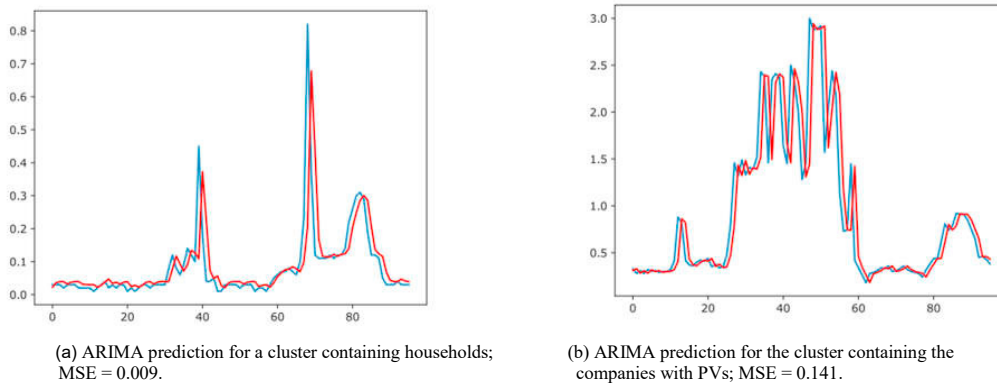 0.8
0.7
0.6
0.5
0.4
0.3
0.2
0.1
0.0
0 20 40 60 80
3.0
2.5
2.0
1.5
1.0
0.5
0 20 40 60 80
(a) ARIMA prediction for a cluster containing households;
MSE = 0.009.
(b) ARIMA prediction for the cluster containing the
companies with PVs; MSE = 0.141.